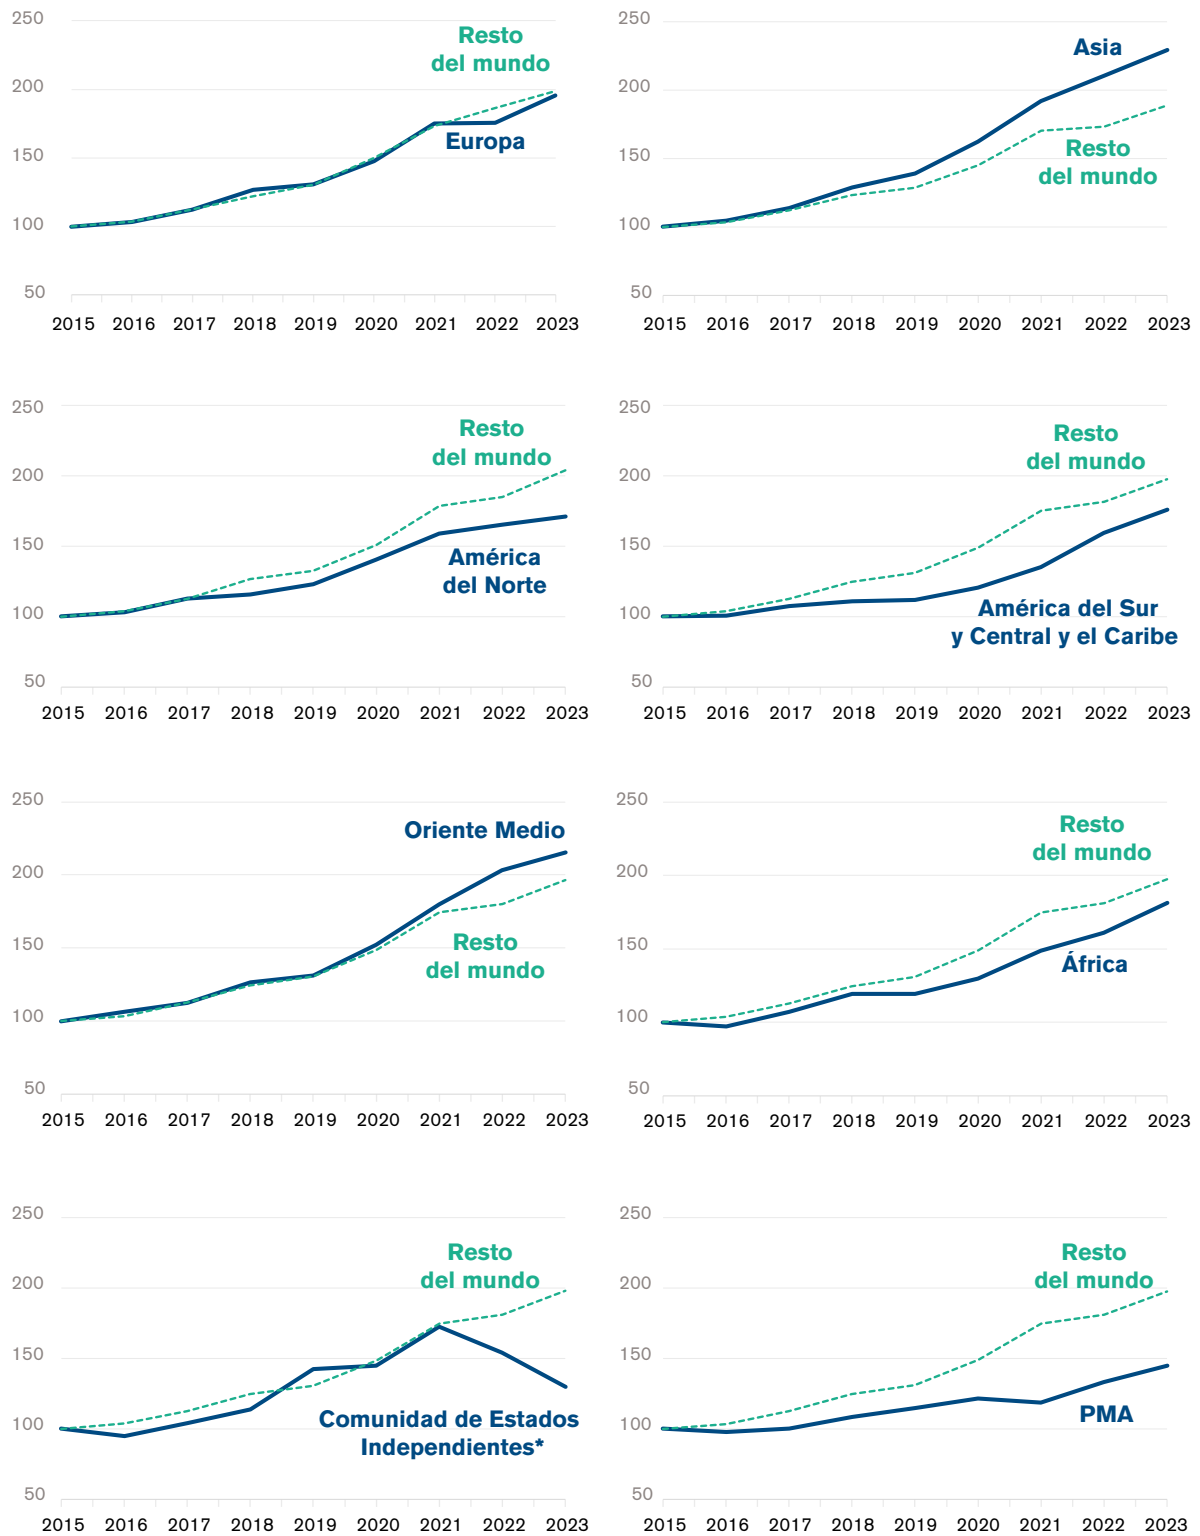 250
200
150
100
50
Resto
del mundo
Europa
2015 2016 2017 2018 2019 2020 2021 2022 2023
250
200
150
100
50
Asia
Resto
del mundo
2015 2016 2017 2018 2019 2020 2021 2022 2023
250
200
150
100
50
Resto
del mundo
América
del Norte
2015 2016 2017 2018 2019 2020 2021 2022 2023
250
200
150
100
50
Resto
del mundo
América del Sur
y Central y el Caribe
2015 2016 2017 2018 2019 2020 2021 2022 2023
250
200
150
100
50
Oriente Medio
Resto
del mundo
2015 2016 2017 2018 2019 2020 2021 2022 2023
250
200
150
100
50
Resto
del mundo
África
2015 2016 2017 2018 2019 2020 2021 2022 2023
250
200
150
100
50
Resto
del mundo
Comunidad de Estados
Independientes*
2015 2016 2017 2018 2019 2020 2021 2022 2023
250
200
150
100
50
Resto
del mundo
PMA
2015 2016 2017 2018 2019 2020 2021 2022 2023